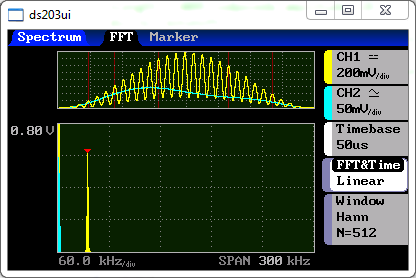 ds203ui
Spectrum FFT Marker
CH1
200mV/div
CH2
50mV/div
Timebase
50us
FFT&Time
Linear
Window
Hann
N=512
0.80 V
60.0 kHz/div SPAN 300 kHz